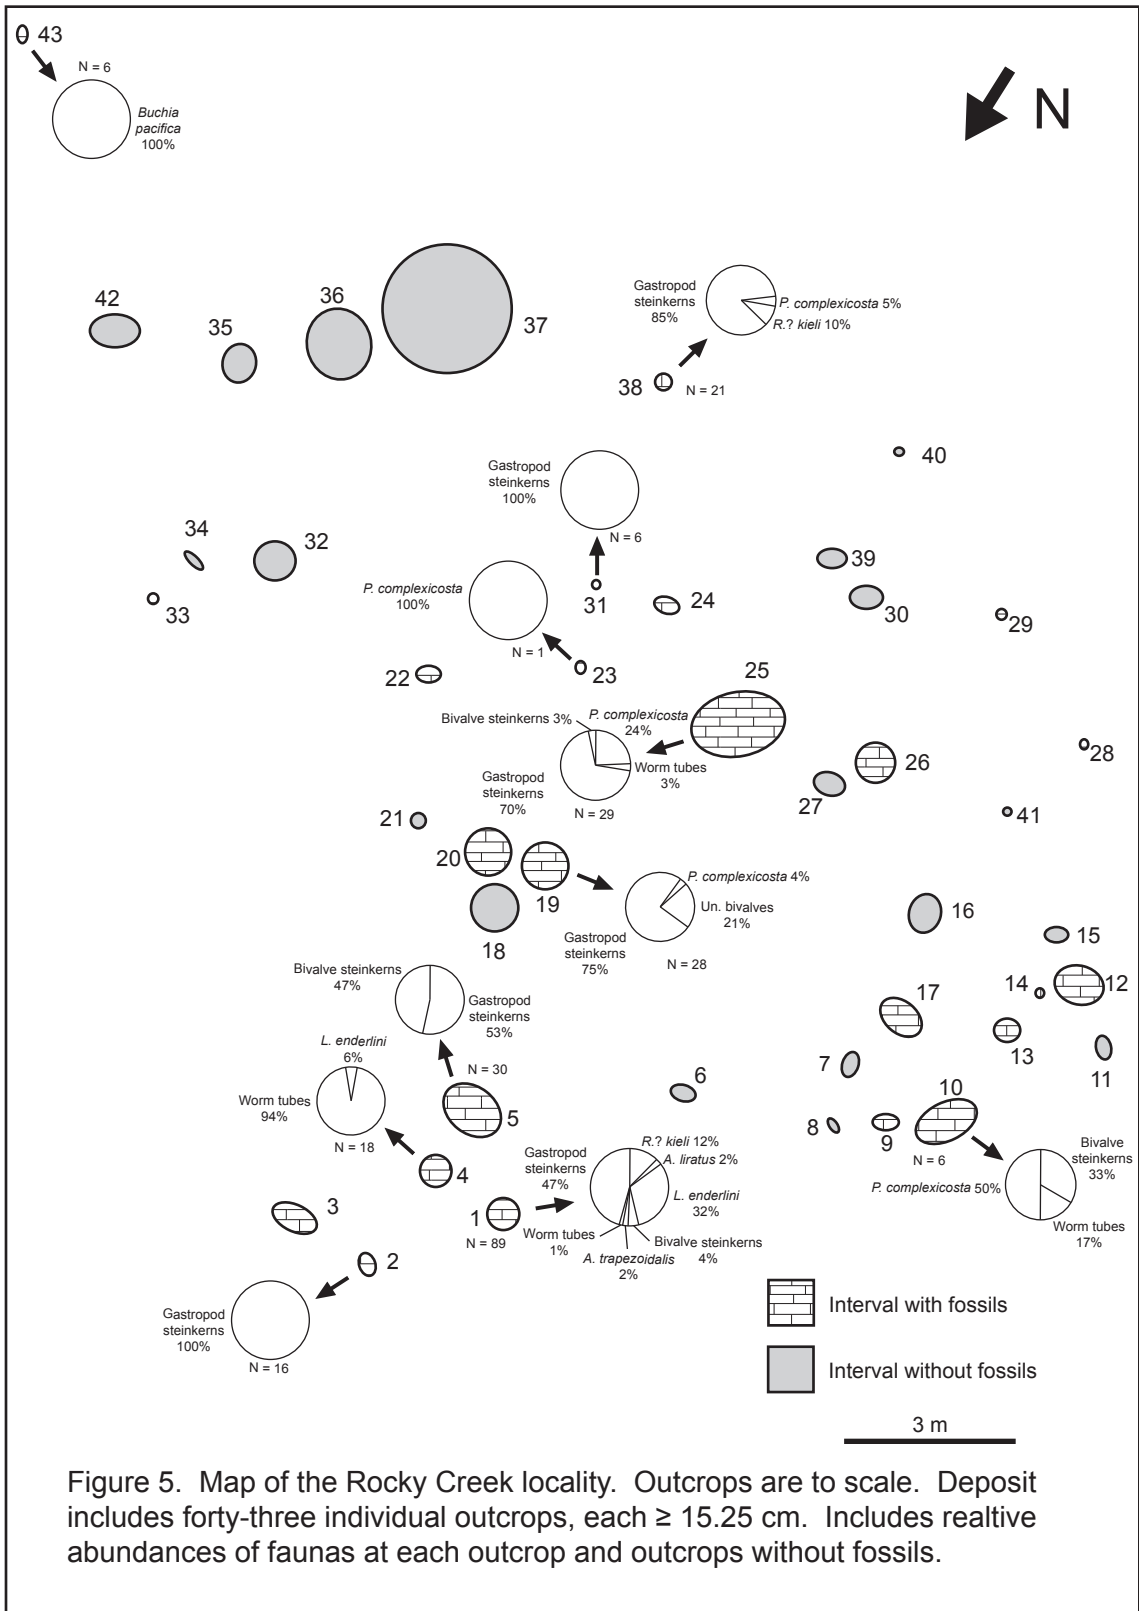 43
N = 6
Buchia
pacifica
100%
N
42
35
36
37
Gastropod
steinkerns
85%
P. complexicosta 5%
R.? kieli 10%
38
N = 21
40
Gastropod
steinkerns
100%
N = 6
34
32
33
P. complexicosta
100%
31
24
39
30
29
N = 1
23
22
25
Bivalve steinkerns 3%
P. complexicosta
24%
Worm tubes
3%
Gastropod
steinkerns
70%
N = 29
26
27
28
41
21
20
19
18
P. complexicosta 4%
Un. bivalves
21%
Gastropod
steinkerns
75%
N = 28
16
15
14
12
17
13
11
Bivalve steinkerns
47%
Gastropod
steinkerns
53%
N = 30
5
L. enderlini
6%
Worm tubes
94%
N = 18
4
6
7
8
9
10
N = 6
Bivalve
steinkerns
33%
P. complexicosta 50%
Worm tubes
17%
3
1
N = 89
Gastropod
steinkerns
47%
R.? kieli 12%
A. liratus 2%
L. enderlini
32%
Bivalve steinkerns
4%
Worm tubes
1%
A. trapezoidalis
2%
2
Gastropod
steinkerns
100%
N = 16
Interval with fossils
Interval without fossils
3 m
Figure 5. Map of the Rocky Creek locality. Outcrops are to scale. Deposit
includes forty-three individual outcrops, each ≥ 15.25 cm. Includes realtive
abundances of faunas at each outcrop and outcrops without fossils.